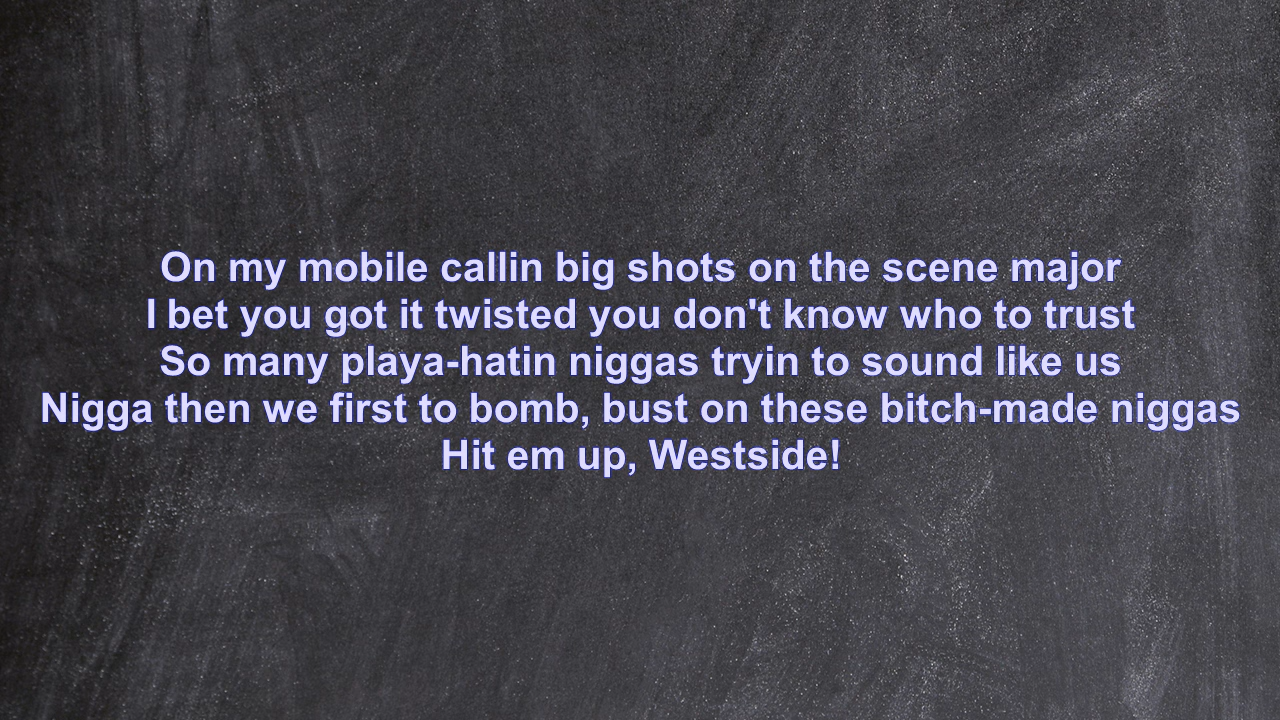 On my mobile callin big shots on the scene major
I bet you got it twisted you don't know who to trust
So many playa-hatin niggas tryin to sound like us
Nigga then we first to bomb, bust on these bitch-made niggas
Hit em up, Westside!